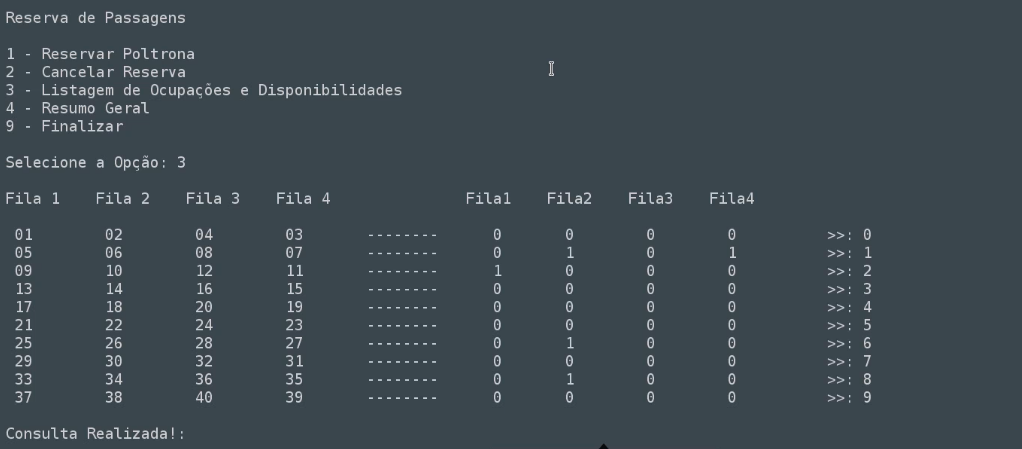 Reserva de Passagens
1 - Reservar Poltrona
2 - Cancelar Reserva
3 - Listagem de Ocupações e Disponibilidades
4 - Resumo Geral
9 - Finalizar
Selecione a Opção: 3
Fila 1    Fila 2    Fila 3    Fila 4               Fila1    Fila2    Fila3    Fila4
01        02        04        03       --------      0       0        0        0          >>: 0
05        06        08        07       --------      0       1        0        1          >>: 1
09        10        12        11       --------      1       0        0        0          >>: 2
13        14        16        15       --------      0       0        0        0          >>: 3
17        18        20        19       --------      0       0        0        0          >>: 4
21        22        24        23       --------      0       0        0        0          >>: 5
25        26        28        27       --------      0       1        0        0          >>: 6
29        30        32        31       --------      0       0        0        0          >>: 7
33        34        36        35       --------      0       1        0        0          >>: 8
37        38        40        39       --------      0       0        0        0          >>: 9
Consulta Realizada!: